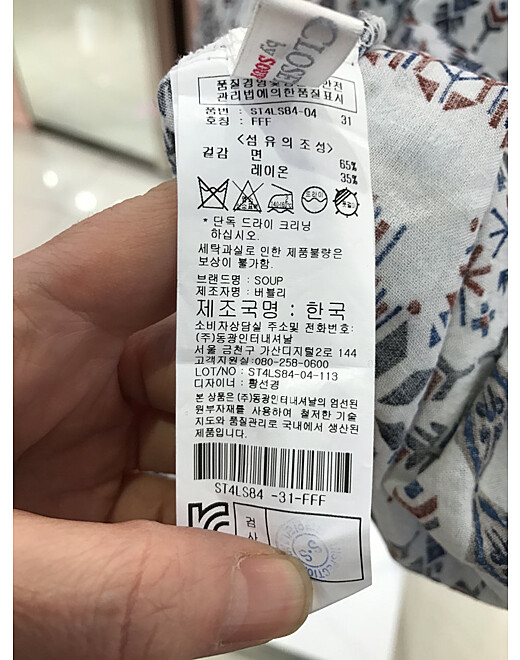 CLOSE
by SOUP
관리법에의한품질표시
품번 : ST4LS84-04 31
호칭 : FFF
<섬유의조성>
겉감 면 65%
레이온 35%
* 단독 드라이 크리닝
하십시오.
세탁과실로 인한 제품불량은
보상이 불가함.
브랜드명 : SOUP
제조자명 : 버블리
제조국명 : 한국
소비자상담실 주소및 전화번호:
(주)동광인터내셔날
서울 금천구 가산디지털2로 144
고객지원실:080-258-0600
LOT/NO : ST4LS84-04-113
디자이너 : 황선경
본 상품은 (주)동광인터내셔날의 엄선된
원부자재를 사용하여 철저한 기술
지도와 품질관리로 국내에서 생산된
제품입니다.
ST4LS84 -31-FFF
검
사